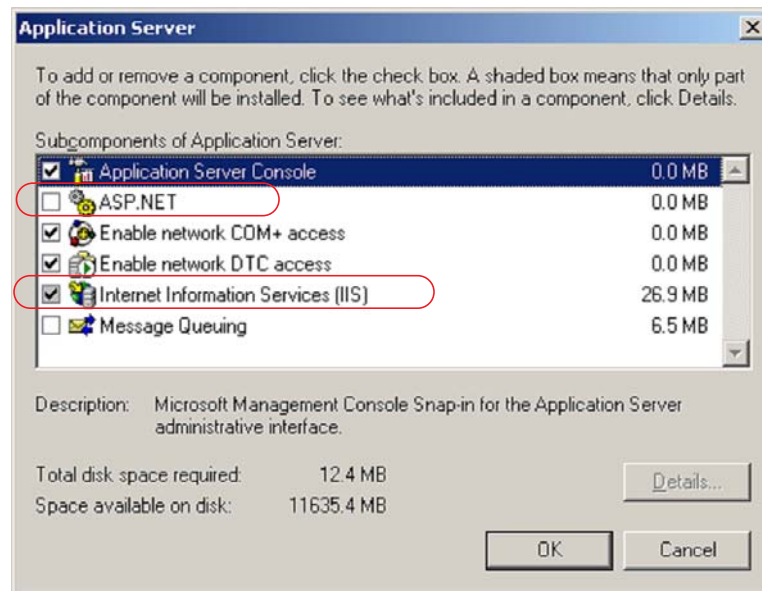 Application Server
To add or remove a component, click the check box. A shaded box means that only part
of the component will be installed. To see what's included in a component, click Details.
Subcomponents of Application Server:
Application Server Console 0.0 MB
ASP.NET 0.0 MB
Enable network COM+ access 0.0 MB
Enable network DTC access 0.0 MB
Internet Information Services (IIS) 26.9 MB
Message Queuing 6.5 MB
Description: Microsoft Management Console Snap-in for the Application Server
administrative interface.
Total disk space required: 12.4 MB
Space available on disk: 11635.4 MB
Details...
OK Cancel